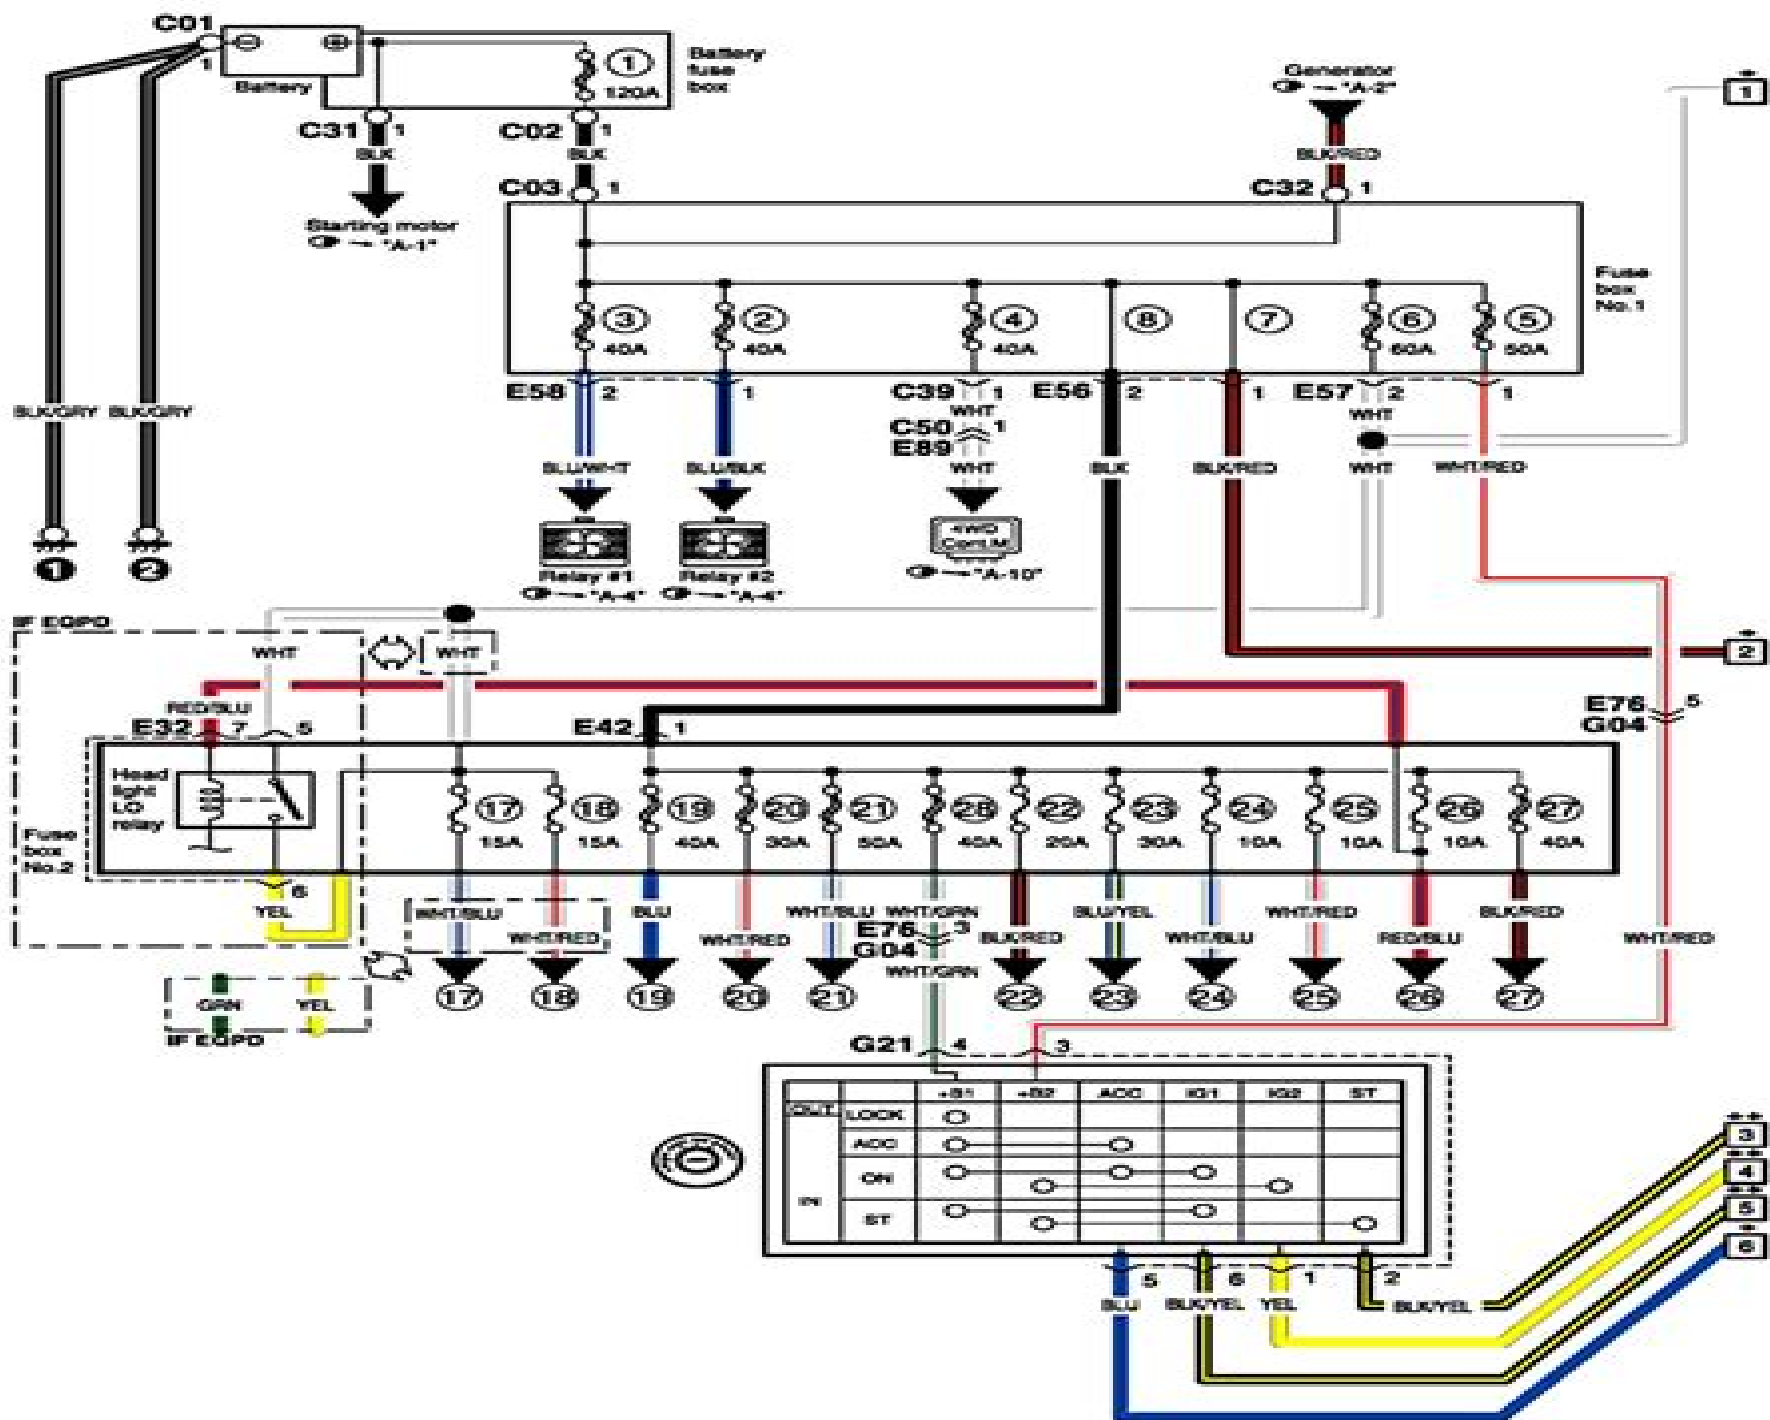 C01
1
Battery
1
120A
Battery
fuse
box
Generator
"A-2"
1
C31 1
C02 1
BLK
BLK
BLK/RED
C03 1
C32 1
Starting motor
"A-1"
Fuse
box
No.1
3
40A
2
40A
4
40A
8
7
6
60A
5
50A
E58 2
1
C39 1
E56 2
1
E57 2
1
BLK/GRY BLK/GRY
WHT
WHT
C50 1
E89
BLU/WHT
BLU/BLK
WHT
BLK
BLK/RED
WHT
WHT/RED
4WD
Cont.M
"A-10"
1
2
Relay #1
"A-4"
Relay #2
"A-4"
IF EQPD
WHT
WHT
2
RED/BLU
E32 7 5
E42 1
E76 5
G04
Head
light
LO
relay
Fuse
box
No.2
17
15A
18
15A
19
40A
20
30A
21
50A
28
40A
22
20A
23
30A
24
10A
25
10A
26
10A
27
40A
6
YEL
WHT/BLU
WHT/RED
BLU
WHT/RED
WHT/BLU
WHT/GRN
E76 3
G04
WHT/GRN
BLK/RED
BLU/YEL
WHT/BLU
WHT/RED
RED/BLU
BLK/RED
WHT/RED
17
18
19
20
21
22
23
24
25
26
27
GRN
YEL
IF EQPD
G21 4
3
+B1 +B2 ACC IG1 IG2 ST
OUT LOCK
ACC
ON
IN
ST
**
3
**
4
**
5
*
6
5 6 1 2
BLU BLK/YEL YEL BLK/YEL